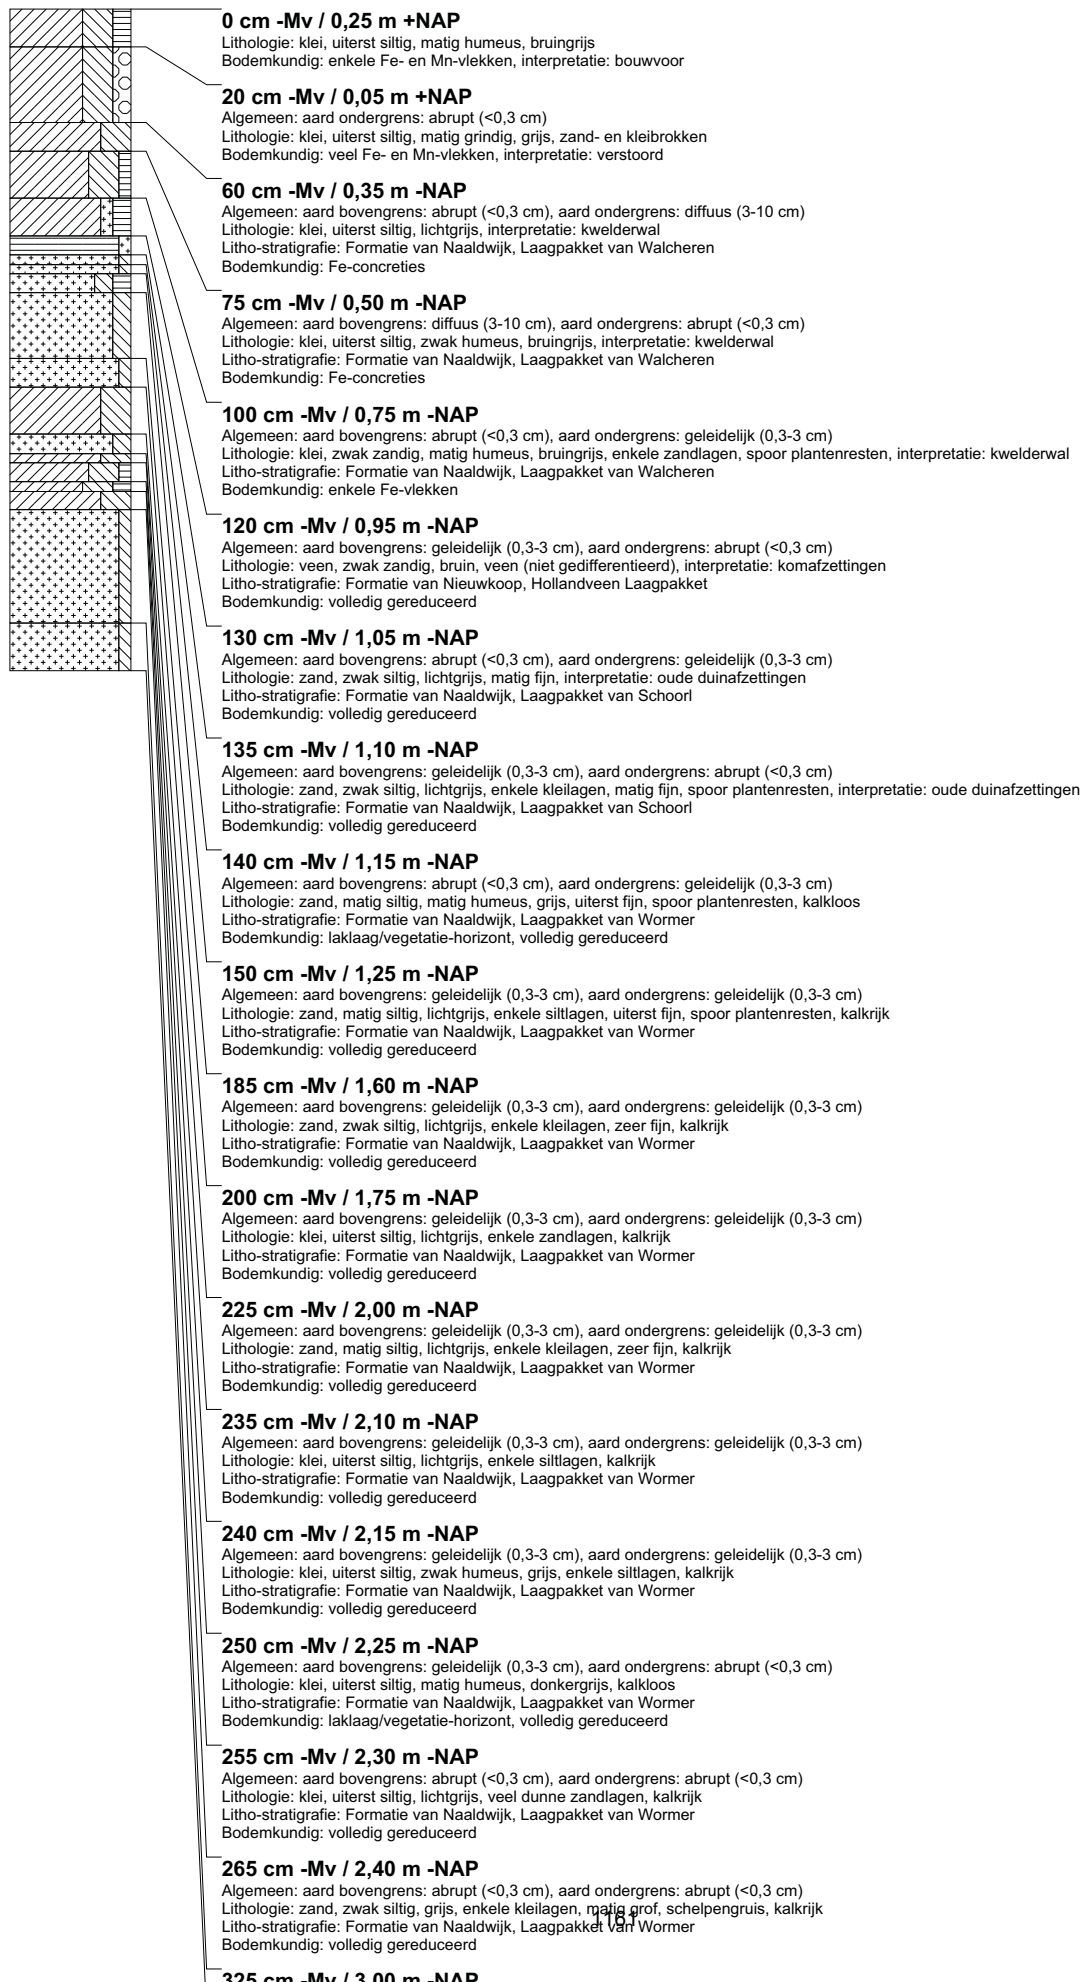 0 cm -Mv / 0,25 m +NAP
Lithologie: klei, uiterst siltig, matig humeus, bruingrijs
Bodemkundig: enkele Fe- en Mn-vlekken, interpretatie: bouwvoor
20 cm -Mv / 0,05 m +NAP
Algemeen: aard ondergrens: abrupt (<0,3 cm)
Lithologie: klei, uiterst siltig, matig grindig, grijs, zand- en kleibrokken
Bodemkundig: veel Fe- en Mn-vlekken, interpretatie: verstoord
60 cm -Mv / 0,35 m -NAP
Algemeen: aard bovengrens: abrupt (<0,3 cm), aard ondergrens: diffuus (3-10 cm)
Lithologie: klei, uiterst siltig, lichtgrijs, interpretatie: kwelderwal
Litho-stratigrafie: Formatie van Naaldwijk, Laagpakket van Walcheren
Bodemkundig: Fe-concreties
75 cm -Mv / 0,50 m -NAP
Algemeen: aard bovengrens: diffuus (3-10 cm), aard ondergrens: abrupt (<0,3 cm)
Lithologie: klei, uiterst siltig, zwak humeus, bruingrijs, interpretatie: kwelderwal
Litho-stratigrafie: Formatie van Naaldwijk, Laagpakket van Walcheren
Bodemkundig: Fe-concreties
100 cm -Mv / 0,75 m -NAP
Algemeen: aard bovengrens: abrupt (<0,3 cm), aard ondergrens: geleidelijk (0,3-3 cm)
Lithologie: klei, zwak zandig, matig humeus, bruingrijs, enkele zandlagen, spoor plantenresten, interpretatie: kwelderwal
Litho-stratigrafie: Formatie van Naaldwijk, Laagpakket van Walcheren
Bodemkundig: enkele Fe-vlekken
120 cm -Mv / 0,95 m -NAP
Algemeen: aard bovengrens: geleidelijk (0,3-3 cm), aard ondergrens: abrupt (<0,3 cm)
Lithologie: veen, zwak zandig, bruin, veen (niet gedifferentieerd), interpretatie: komafzettingen
Litho-stratigrafie: Formatie van Nieuwkoop, Hollandveen Laagpakket
Bodemkundig: volledig gereduceerd
130 cm -Mv / 1,05 m -NAP
Algemeen: aard bovengrens: abrupt (<0,3 cm), aard ondergrens: geleidelijk (0,3-3 cm)
Lithologie: zand, zwak siltig, lichtgrijs, matig fijn, interpretatie: oude duinafzettingen
Litho-stratigrafie: Formatie van Naaldwijk, Laagpakket van Schoorl
Bodemkundig: volledig gereduceerd
135 cm -Mv / 1,10 m -NAP
Algemeen: aard bovengrens: geleidelijk (0,3-3 cm), aard ondergrens: abrupt (<0,3 cm)
Lithologie: zand, zwak siltig, lichtgrijs, enkele kleilagen, matig fijn, spoor plantenresten, interpretatie: oude duinafzettingen
Litho-stratigrafie: Formatie van Naaldwijk, Laagpakket van Schoorl
Bodemkundig: volledig gereduceerd
140 cm -Mv / 1,15 m -NAP
Algemeen: aard bovengrens: abrupt (<0,3 cm), aard ondergrens: geleidelijk (0,3-3 cm)
Lithologie: zand, matig siltig, matig humeus, grijs, uiterst fijn, spoor plantenresten, kalkloos
Litho-stratigrafie: Formatie van Naaldwijk, Laagpakket van Wormer
Bodemkundig: laklaag/vegetatie-horizont, volledig gereduceerd
150 cm -Mv / 1,25 m -NAP
Algemeen: aard bovengrens: geleidelijk (0,3-3 cm), aard ondergrens: geleidelijk (0,3-3 cm)
Lithologie: zand, matig siltig, lichtgrijs, enkele siltlagen, uiterst fijn, spoor plantenresten, kalkrijk
Litho-stratigrafie: Formatie van Naaldwijk, Laagpakket van Wormer
Bodemkundig: volledig gereduceerd
185 cm -Mv / 1,60 m -NAP
Algemeen: aard bovengrens: geleidelijk (0,3-3 cm), aard ondergrens: geleidelijk (0,3-3 cm)
Lithologie: zand, zwak siltig, lichtgrijs, enkele kleilagen, zeer fijn, kalkrijk
Litho-stratigrafie: Formatie van Naaldwijk, Laagpakket van Wormer
Bodemkundig: volledig gereduceerd
200 cm -Mv / 1,75 m -NAP
Algemeen: aard bovengrens: geleidelijk (0,3-3 cm), aard ondergrens: geleidelijk (0,3-3 cm)
Lithologie: klei, uiterst siltig, lichtgrijs, enkele zandlagen, kalkrijk
Litho-stratigrafie: Formatie van Naaldwijk, Laagpakket van Wormer
Bodemkundig: volledig gereduceerd
225 cm -Mv / 2,00 m -NAP
Algemeen: aard bovengrens: geleidelijk (0,3-3 cm), aard ondergrens: geleidelijk (0,3-3 cm)
Lithologie: zand, matig siltig, lichtgrijs, enkele kleilagen, zeer fijn, kalkrijk
Litho-stratigrafie: Formatie van Naaldwijk, Laagpakket van Wormer
Bodemkundig: volledig gereduceerd
235 cm -Mv / 2,10 m -NAP
Algemeen: aard bovengrens: geleidelijk (0,3-3 cm), aard ondergrens: geleidelijk (0,3-3 cm)
Lithologie: klei, uiterst siltig, lichtgrijs, enkele siltlagen, kalkrijk
Litho-stratigrafie: Formatie van Naaldwijk, Laagpakket van Wormer
Bodemkundig: volledig gereduceerd
240 cm -Mv / 2,15 m -NAP
Algemeen: aard bovengrens: geleidelijk (0,3-3 cm), aard ondergrens: geleidelijk (0,3-3 cm)
Lithologie: klei, uiterst siltig, zwak humeus, grijs, enkele siltlagen, kalkrijk
Litho-stratigrafie: Formatie van Naaldwijk, Laagpakket van Wormer
Bodemkundig: volledig gereduceerd
250 cm -Mv / 2,25 m -NAP
Algemeen: aard bovengrens: geleidelijk (0,3-3 cm), aard ondergrens: abrupt (<0,3 cm)
Lithologie: klei, uiterst siltig, matig humeus, donkergrijs, kalkloos
Litho-stratigrafie: Formatie van Naaldwijk, Laagpakket van Wormer
Bodemkundig: laklaag/vegetatie-horizont, volledig gereduceerd
255 cm -Mv / 2,30 m -NAP
Algemeen: aard bovengrens: abrupt (<0,3 cm), aard ondergrens: abrupt (<0,3 cm)
Lithologie: klei, uiterst siltig, lichtgrijs, veel dunne zandlagen, kalkrijk
Litho-stratigrafie: Formatie van Naaldwijk, Laagpakket van Wormer
Bodemkundig: volledig gereduceerd
265 cm -Mv / 2,40 m -NAP
Algemeen: aard bovengrens: abrupt (<0,3 cm), aard ondergrens: abrupt (<0,3 cm)
Lithologie: zand, zwak siltig, grijs, enkele kleilagen, matig grof, schelpengruis, kalkrijk
1161
Litho-stratigrafie: Formatie van Naaldwijk, Laagpakket van Wormer
Bodemkundig: volledig gereduceerd
325 cm -Mv / 3,00 m -NAP